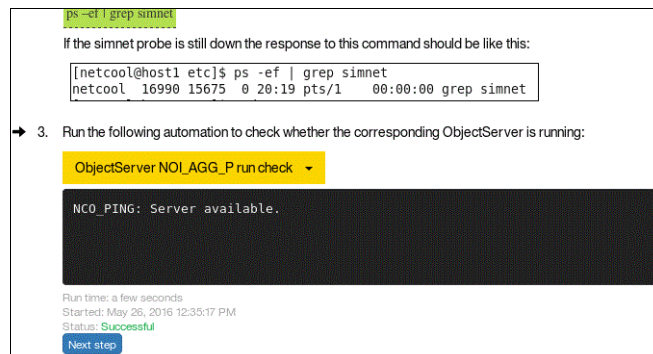 ps –ef | grep simnet
If the simnet probe is still down the response to this command should be like this:
[netcool@host1 etc]$ ps -ef | grep simnet
netcool 16990 15675 0 20:19 pts/1 00:00:00 grep simnet
3. Run the following automation to check whether the corresponding ObjectServer is running:
ObjectServer NOI_AGG_P run check
NCO_PING: Server available.
Run time: a few seconds
Started: May 26, 2016 12:35:17 PM
Status: Successful
Next step